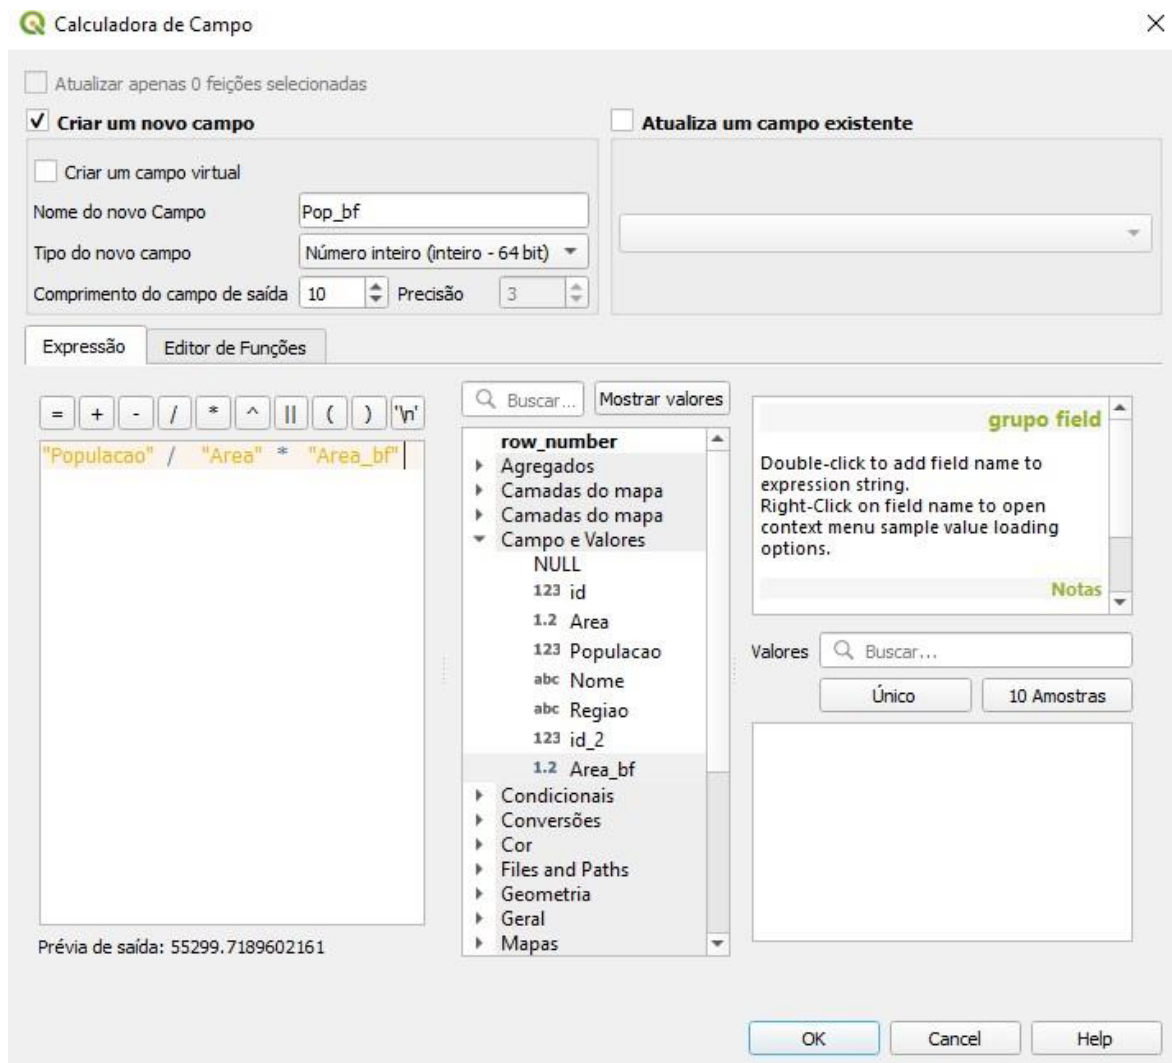 Calculadora de Campo
Atualizar apenas 0 feições selecionadas
Criar um novo campo
Atualiza um campo existente
Criar um campo virtual
Nome do novo Campo Pop_bf
Tipo do novo campo Número inteiro (inteiro - 64 bit)
Comprimento do campo de saída 10 Precisão 3
Expressão Editor de Funções
= + - / * ^ || ( ) '\n'
"Populacao" / "Area" * "Area_bf"
Prévia de saída: 55299.7189602161
Buscar... Mostrar valores
row_number
Agregados
Camadas do mapa
Camadas do mapa
Campo e Valores
NULL
123 id
1.2 Area
123 Populacao
abc Nome
abc Regiao
123 id_2
1.2 Area_bf
Condicionais
Conversões
Cor
Files and Paths
Geometria
Geral
Mapas
grupo field
Double-click to add field name to
expression string.
Right-Click on field name to open
context menu sample value loading
options.
Notas
Valores Buscar...
Único 10 Amostras
OK Cancel Help